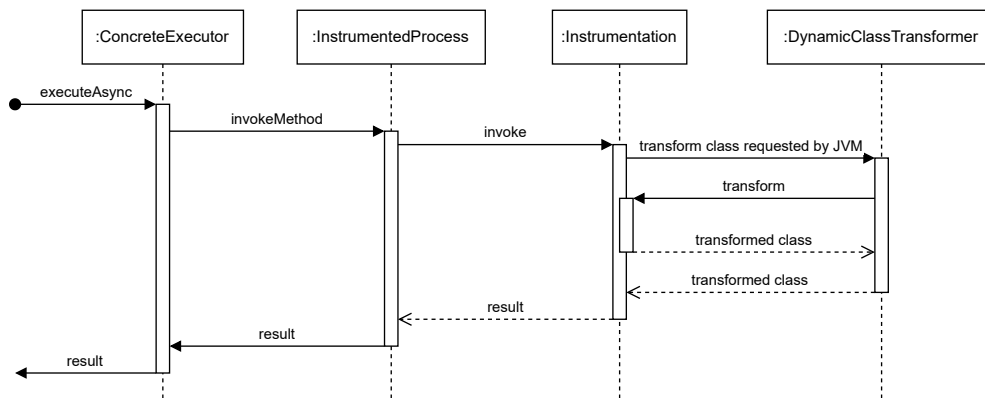 :ConcreteExecutor
:InstrumentedProcess
:Instrumentation
:DynamicClassTransformer
executeAsync
invokeMethod
invoke
transform class requested by JVM
transform
transformed class
transformed class
result
result
result